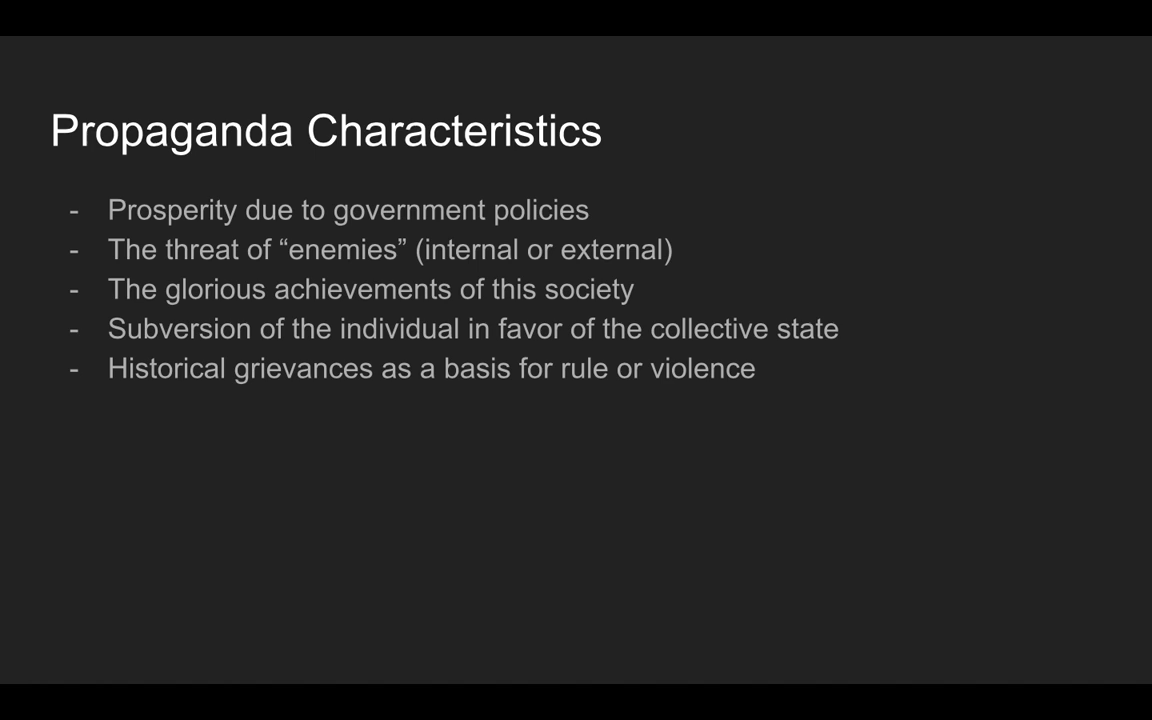 Propaganda Characteristics
- Prosperity due to government policies
- The threat of “enemies” (internal or external)
- The glorious achievements of this society
- Subversion of the individual in favor of the collective state
- Historical grievances as a basis for rule or violence